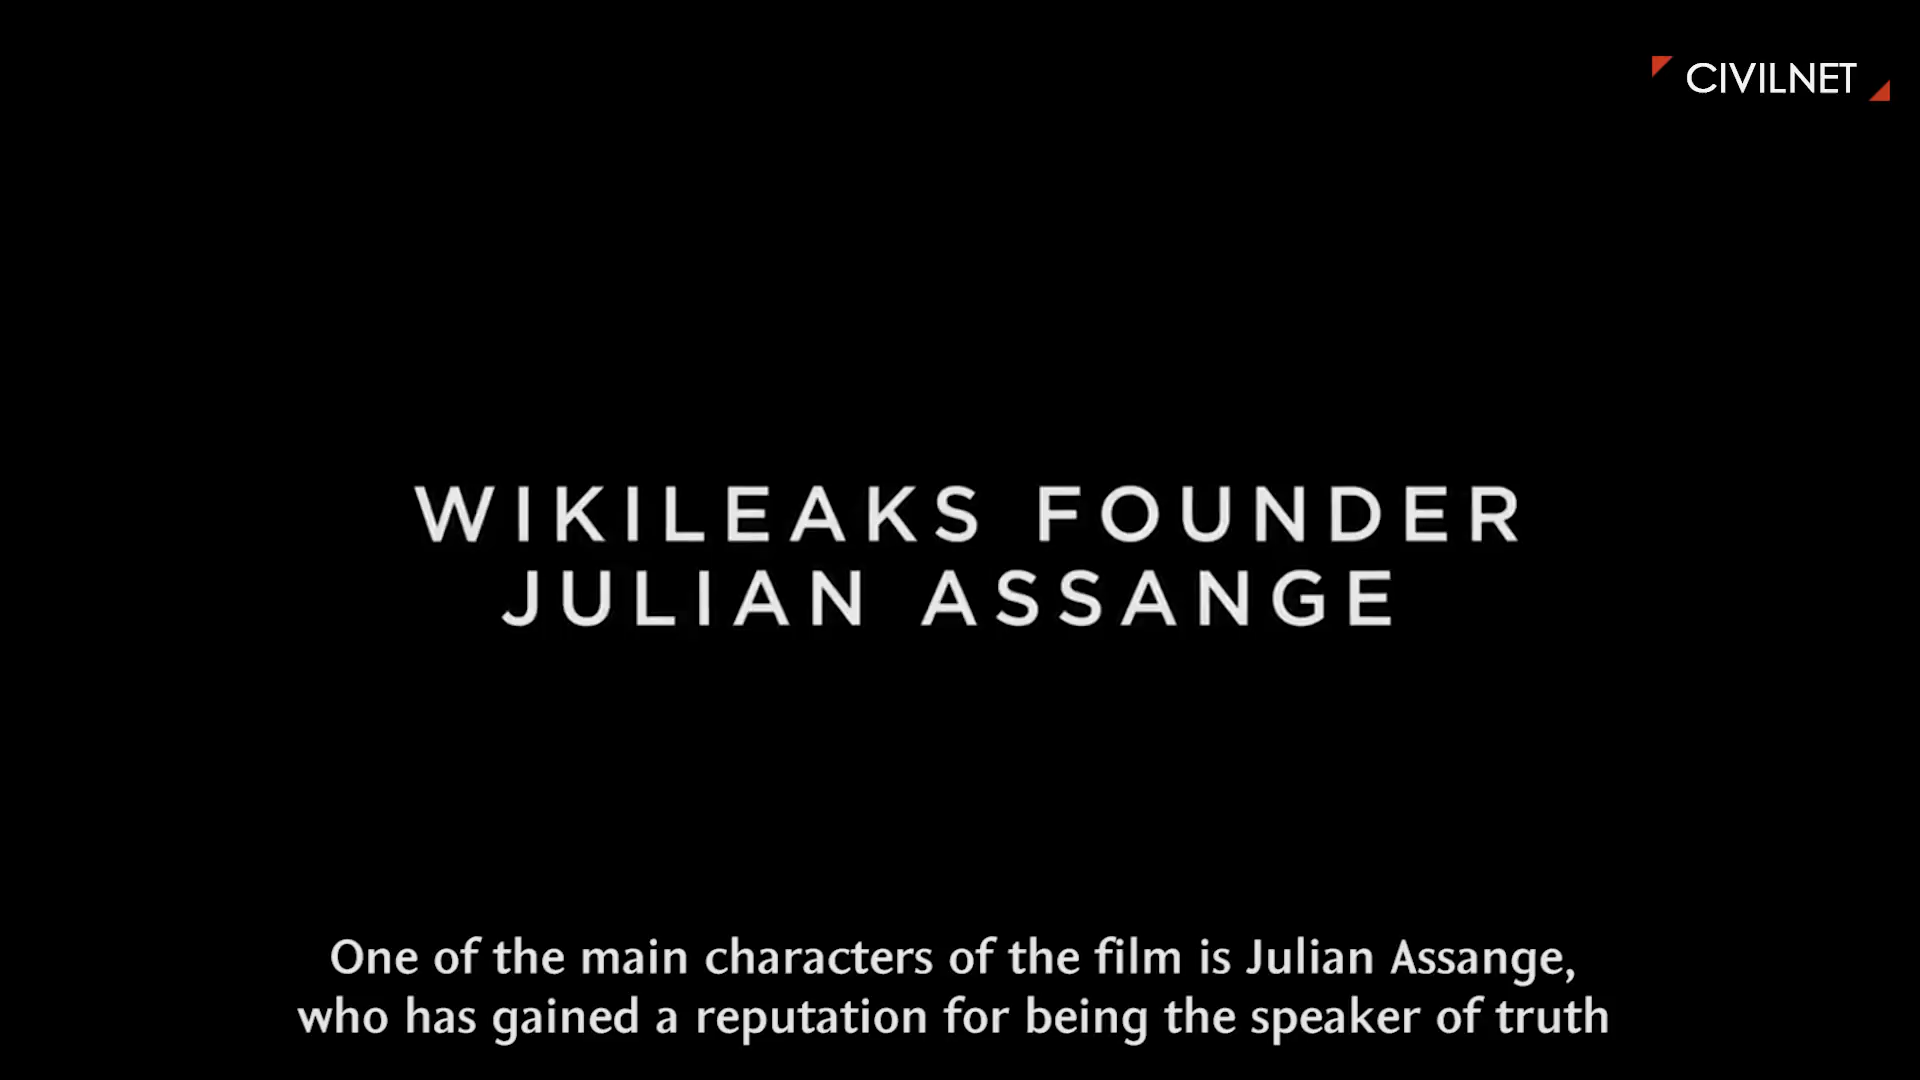 CIVILNET
WIKILEAKS FOUNDER
JULIAN ASSANGE
One of the main characters of the film is Julian Assange,
who has gained a reputation for being the speaker of truth